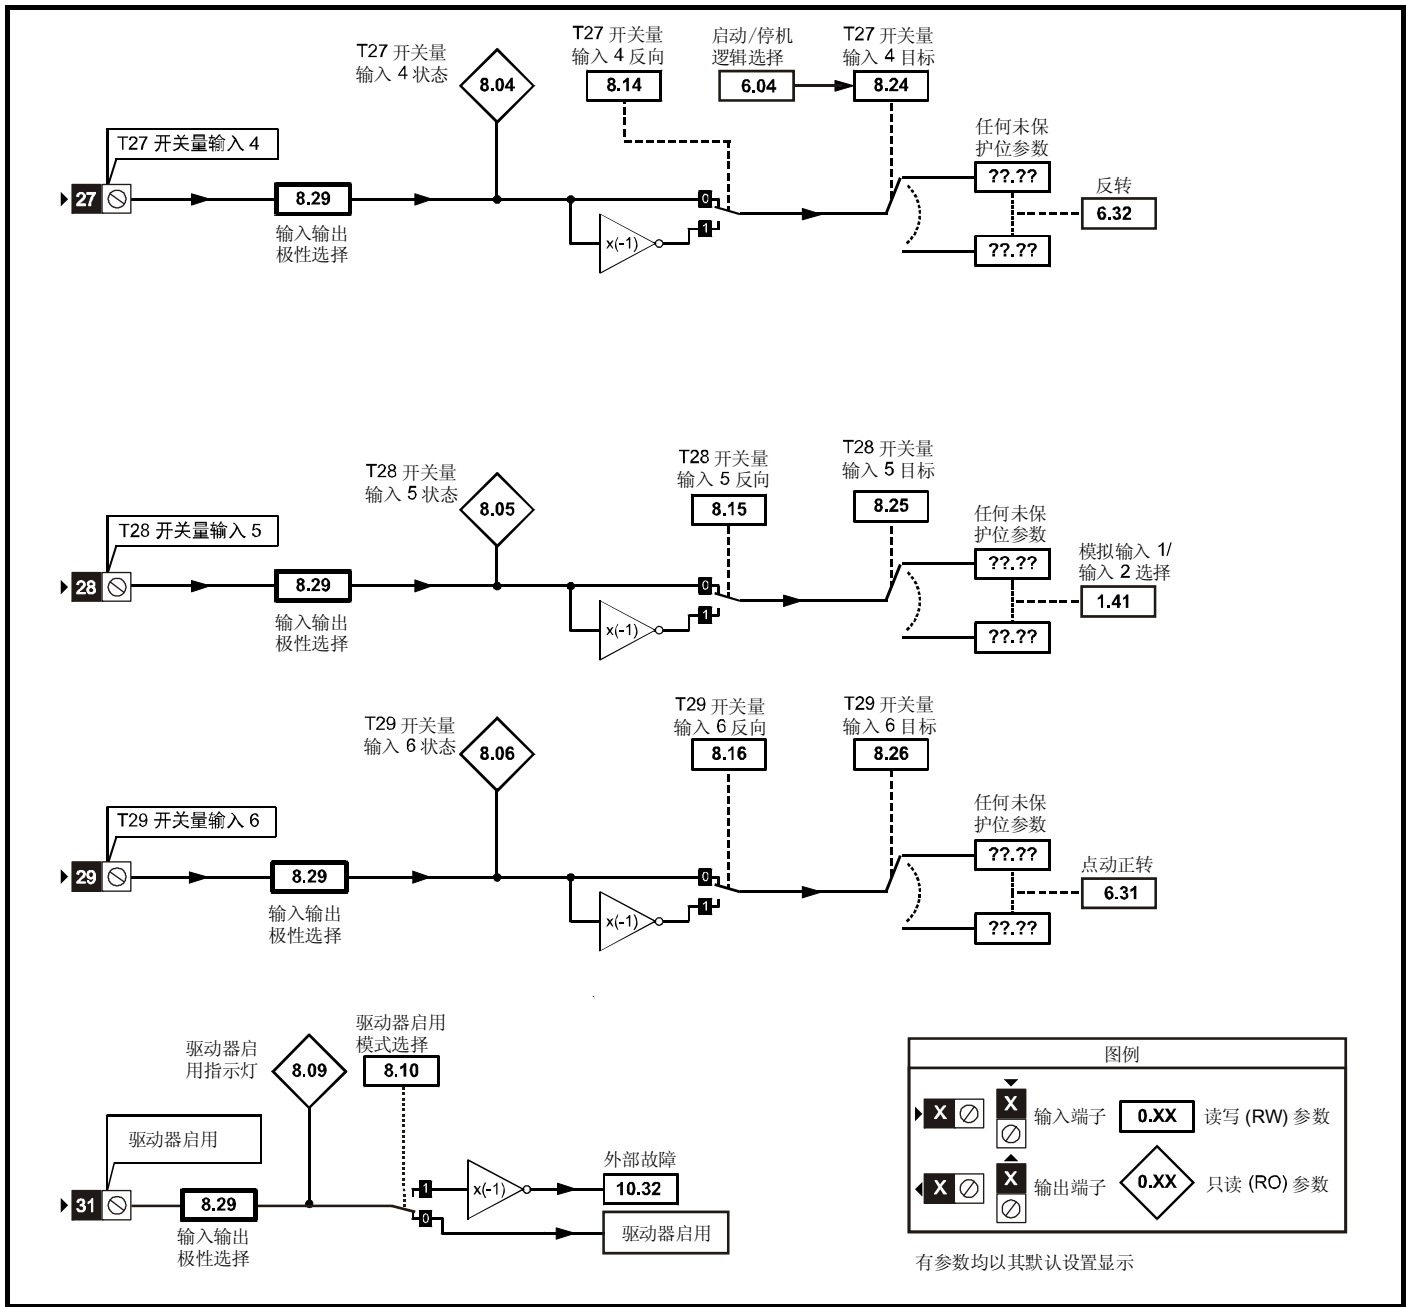 T27 开关量
输入 4 状态
8.04
T27 开关量
输入 4 反向
8.14
启动/停机
逻辑选择
6.04
T27 开关量
输入 4 目标
8.24
T27 开关量输入 4
27
8.29
输入输出
极性选择
x(-1)
0
1
任何未保
护位参数
??.??
??.??
反转
6.32
T28 开关量
输入 5 状态
8.05
T28 开关量
输入 5 反向
8.15
T28 开关量
输入 5 目标
8.25
T28 开关量输入 5
28
8.29
输入输出
极性选择
x(-1)
0
1
任何未保
护位参数
??.??
??.??
模拟输入 1/
输入 2 选择
1.41
T29 开关量
输入 6 状态
8.06
T29 开关量
输入 6 反向
8.16
T29 开关量
输入 6 目标
8.26
T29 开关量输入 6
29
8.29
输入输出
极性选择
x(-1)
0
1
任何未保
护位参数
??.??
??.??
点动正转
6.31
驱动器启
用指示灯
8.09
驱动器启用
模式选择
8.10
驱动器启用
31
8.29
输入输出
极性选择
1
0
x(-1)
外部故障
10.32
驱动器启用
图例
X
X
输入端子
0.XX
读写 (RW) 参数
X
X
输出端子
0.XX
只读 (RO) 参数
有参数均以其默认设置显示